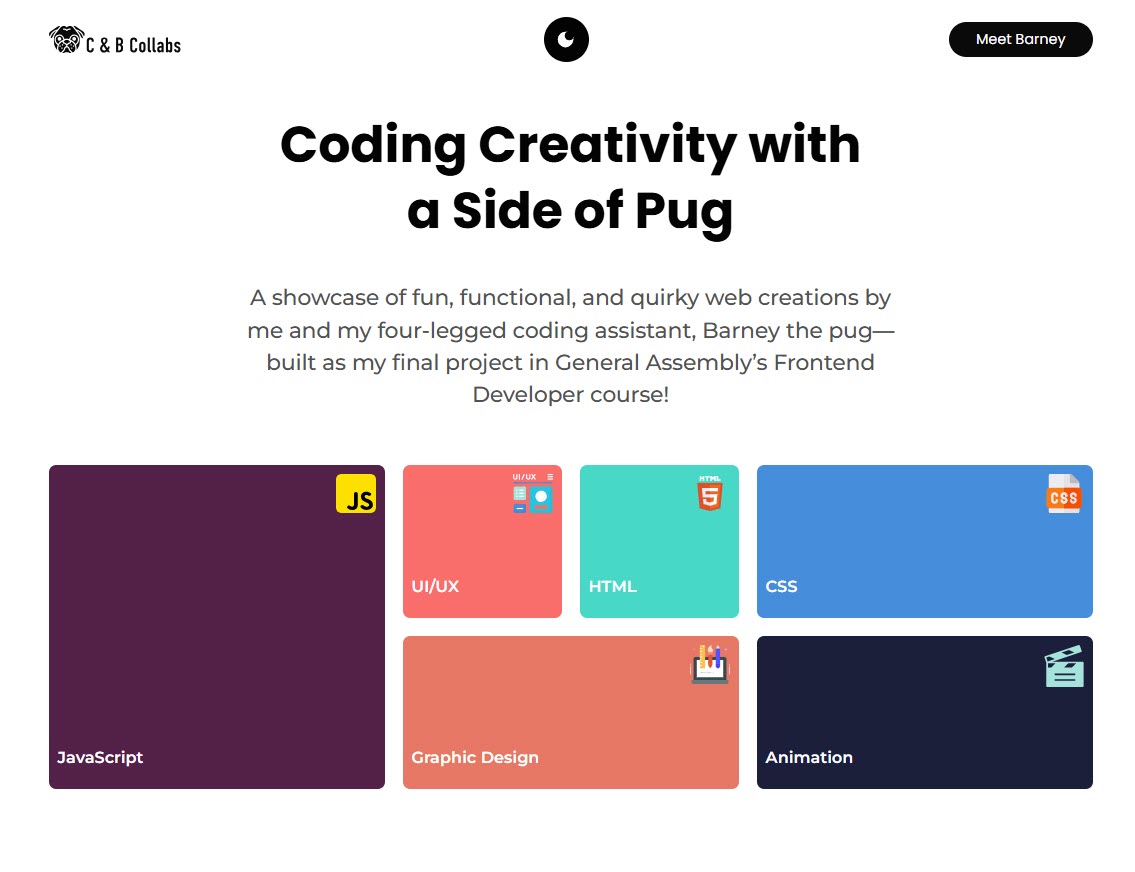 C & B Collabs
Meet Barney
Coding Creativity with
a Side of Pug
A showcase of fun, functional, and quirky web creations by
me and my four-legged coding assistant, Barney the pug—
built as my final project in General Assembly’s Frontend
Developer course!
JS
JavaScript
UI/UX
UI/UX
HTML
5
HTML
CSS
CSS
Graphic Design
Animation